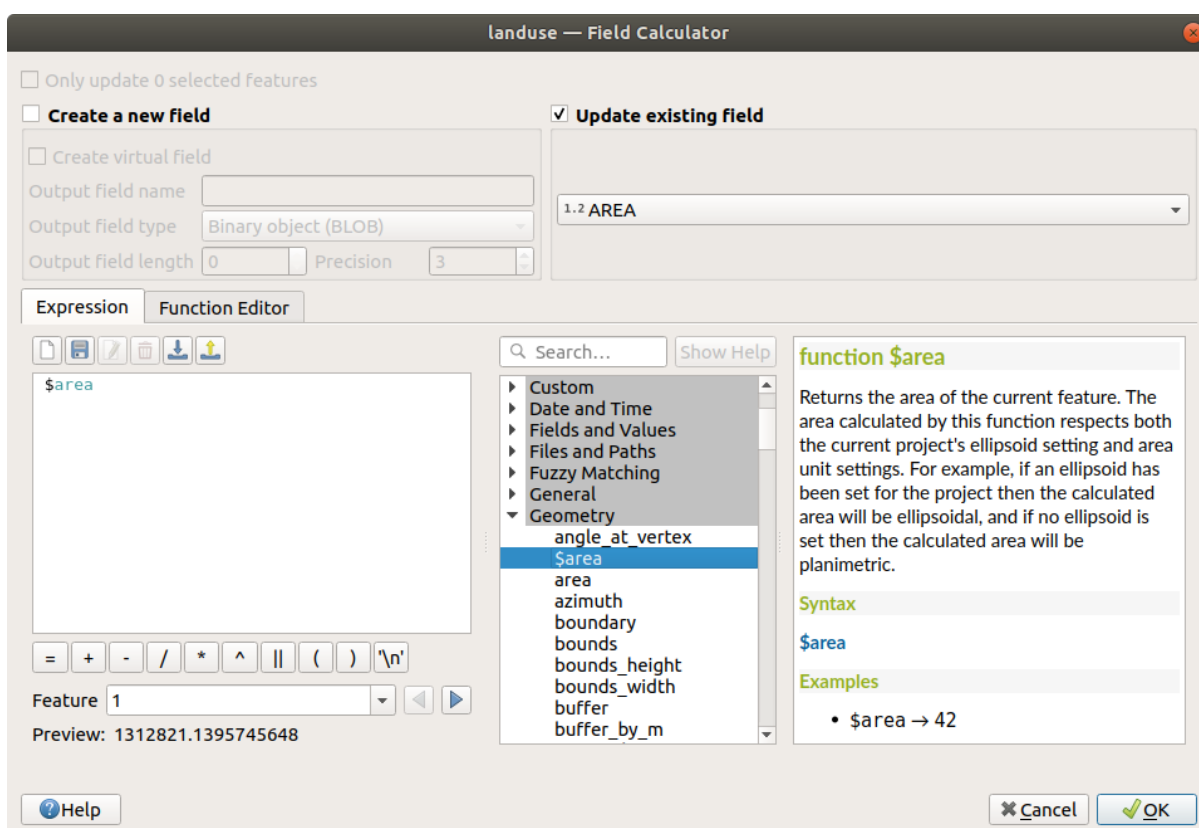 landuse — Field Calculator
Only update 0 selected features
Create a new field
Update existing field
Create virtual field
Output field name
Output field type Binary object (BLOB)
Output field length 0 Precision 3
1.2 AREA
Expression Function Editor
$area
= + - / * ^ || ( ) '\n'
Feature 1
Preview: 1312821.1395745648
Search... Show Help
Custom
Date and Time
Fields and Values
Files and Paths
Fuzzy Matching
General
Geometry
angle_at_vertex
$area
area
azimuth
boundary
bounds
bounds_height
bounds_width
buffer
buffer_by_m
function $area
Returns the area of the current feature. The
area calculated by this function respects both
the current project's ellipsoid setting and area
unit settings. For example, if an ellipsoid has
been set for the project then the calculated
area will be ellipsoidal, and if no ellipsoid is
set then the calculated area will be
planimetric.
Syntax
$area
Examples
• $area → 42
Help
Cancel OK